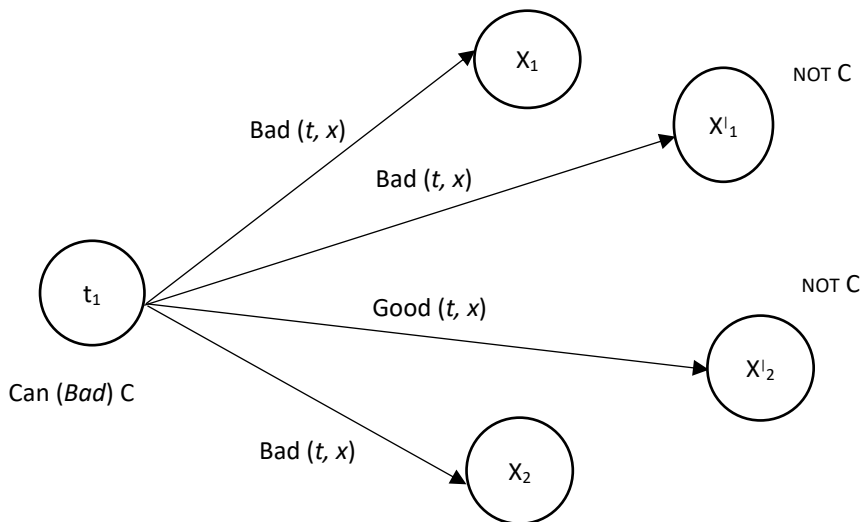 X₁
NOT C
Bad (t, x)
X|₁
Bad (t, x)
NOT C
t₁
Good (t, x)
X|₂
Can (Bad) C
Bad (t, x)
X₂